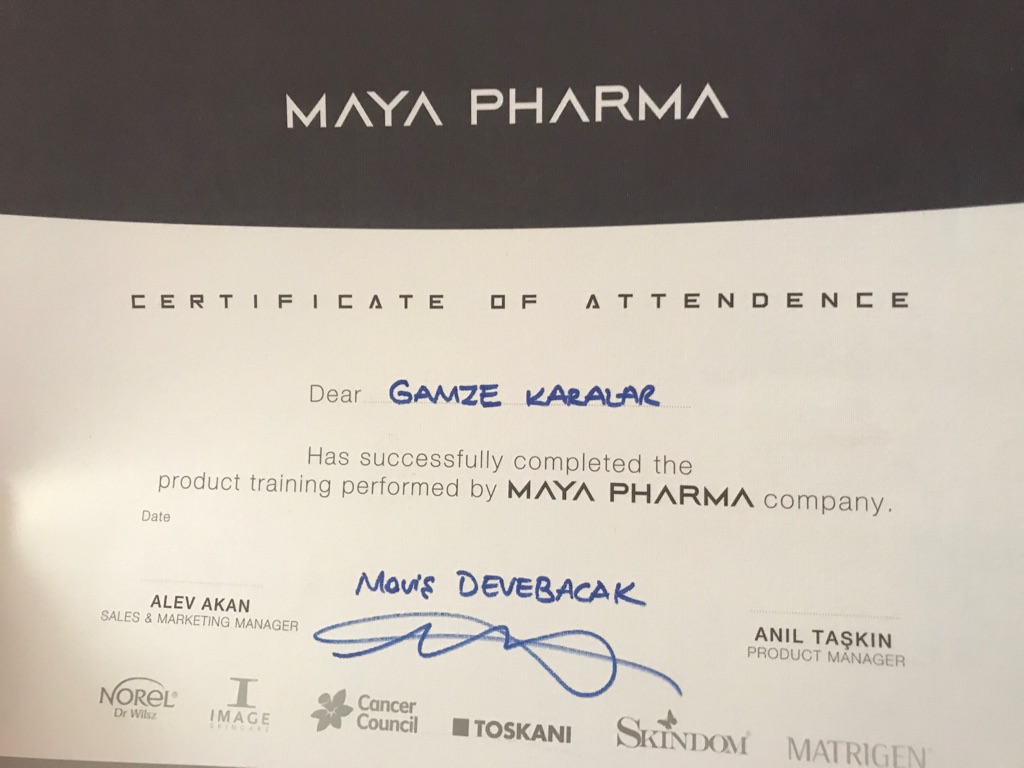 MAYA PHARMA
CERTIFICATE OF ATTENDENCE
Dear GAMZE KARALAR
Has successfully completed the
product training performed by MAYA PHARMA company.
Date
Maviş DEVEBACAK
ALEV AKAN
SALES & MARKETING MANAGER
ANIL TAŞKIN
PRODUCT MANAGER
NOREL®
Dr Wilsz
I
IMAGE
SKINCARE
Cancer
Council
TOSKANI
SKINDOM
MATRIGEN